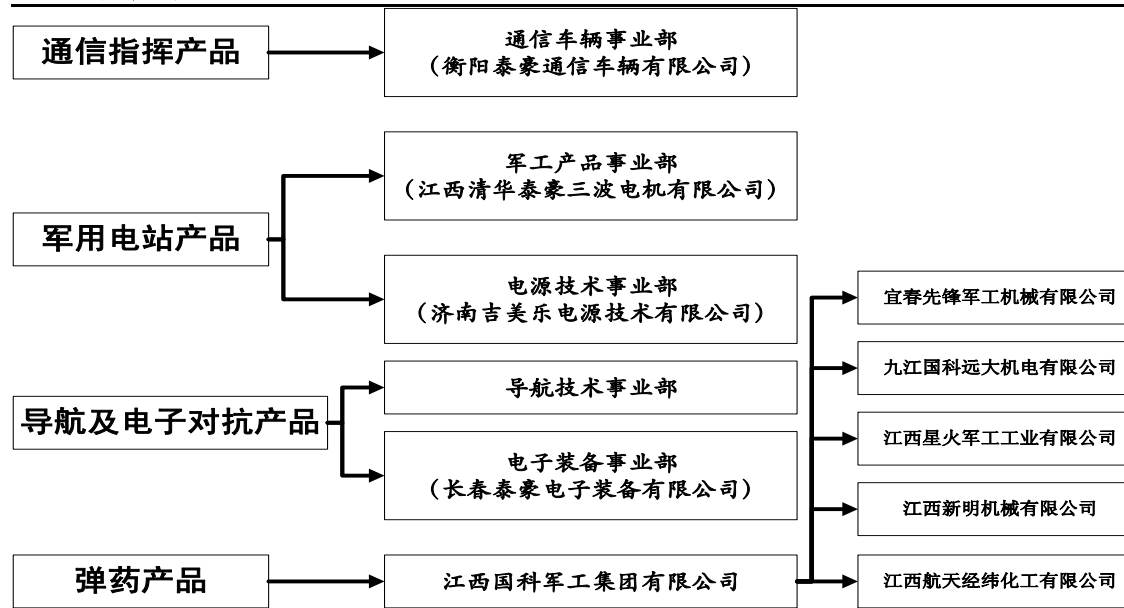 通信指挥产品
通信车辆事业部
（衡阳泰豪通信车辆有限公司）
军用电站产品
军工产品事业部
（江西清华泰豪三波电机有限公司）
电源技术事业部
（济南吉美乐电源技术有限公司）
导航及电子对抗产品
导航技术事业部
电子装备事业部
（长春泰豪电子装备有限公司）
弹药产品
江西国科军工集团有限公司
宜春先锋军工机械有限公司
九江国科远大机电有限公司
江西星火军工工业有限公司
江西新明机械有限公司
江西航天经纬化工有限公司